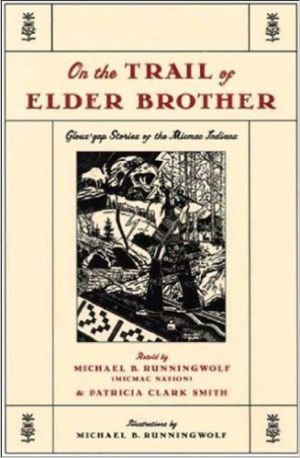 On the TRAIL of
ELDER BROTHER
Glous'gap Stories of the Micmac Indians
Retold by
MICHAEL B. RUNNINGWOLF
(MICMAC NATION)
& PATRICIA CLARK SMITH
Illustrations by
MICHAEL B. RUNNINGWOLF